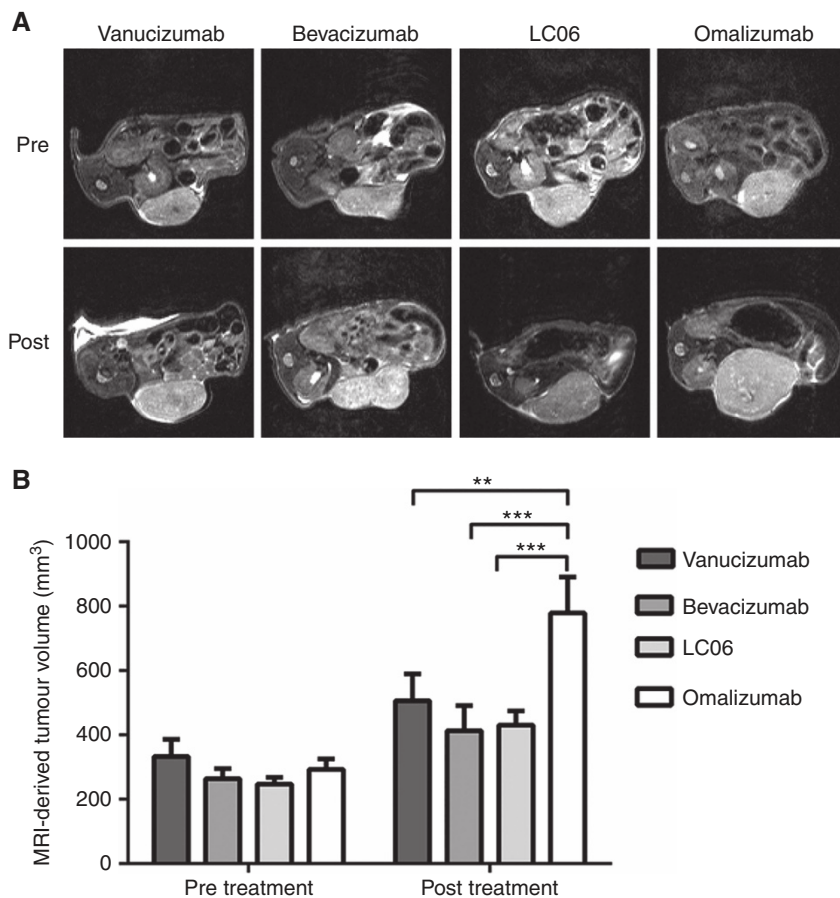 A
Vanucizumab Bevacizumab LC06 Omalizumab
Pre
Post
B
** 
***
***
MRI-derived tumour volume (mm³)
1000
800
600
400
200
0
Pre treatment Post treatment
Vanucizumab
Bevacizumab
LC06
Omalizumab